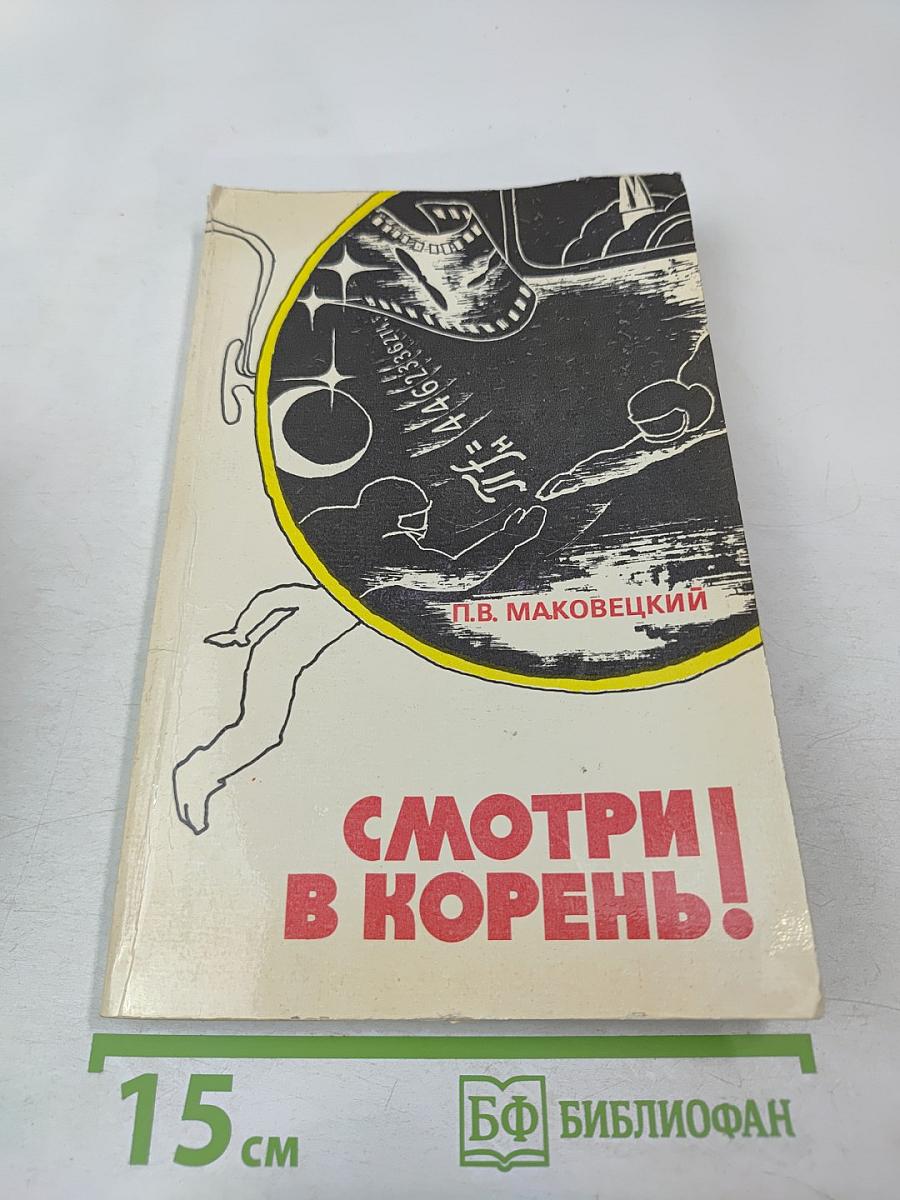 П.В. МАКОВЕЦКИЙ
СМОТРИ
В КОРЕНЬ!
15 см
БФ БИБЛИОФАН